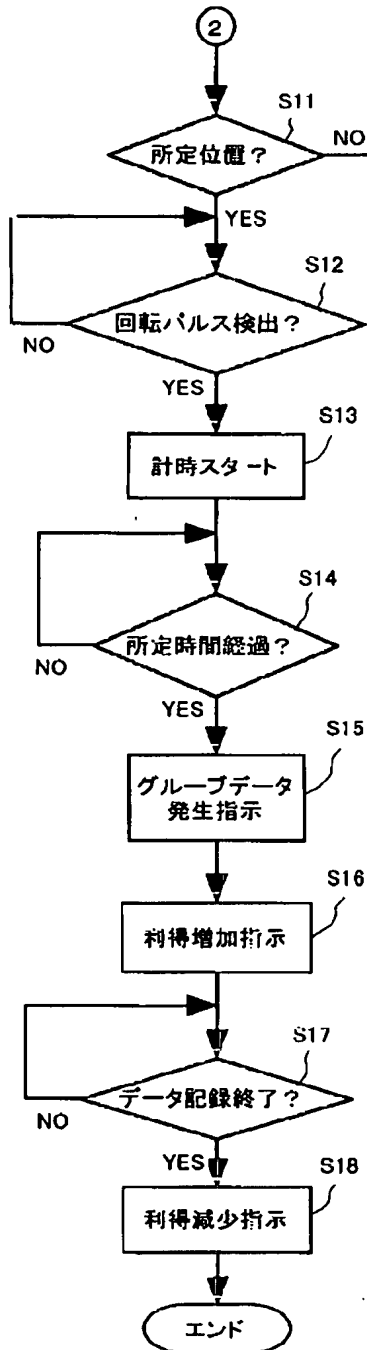 2
S11
所定位置?
NO
YES
S12
回転パルス検出?
NO
YES
S13
計時スタート
S14
所定時間経過?
NO
YES
S15
グループデータ
発生指示
S16
利得増加指示
S17
データ記録終了?
NO
YES
S18
利得減少指示
エンド